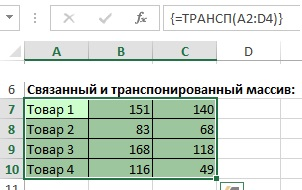 {=ТРАНСП(A2:D4)}
A B C D
6 Связанный и транспонированный массив:
7 Товар 1 151 140
8 Товар 2 83 68
9 Товар 3 168 118
10 Товар 4 116 49
11